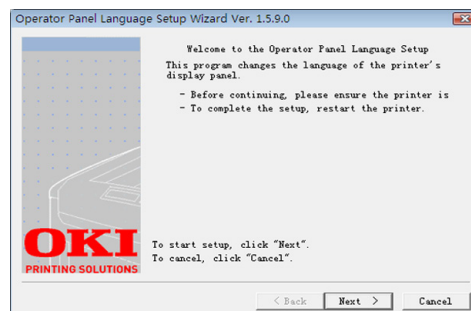 Operator Panel Language Setup Wizard Ver. 1.5.9.0
Welcome to the Operator Panel Language Setup
This program changes the language of the printer's
display panel.
- Before continuing, please ensure the printer is
- To complete the setup, restart the printer.
OKI
PRINTING SOLUTIONS
To start setup, click "Next".
To cancel, click "Cancel".
< Back
Next >
Cancel